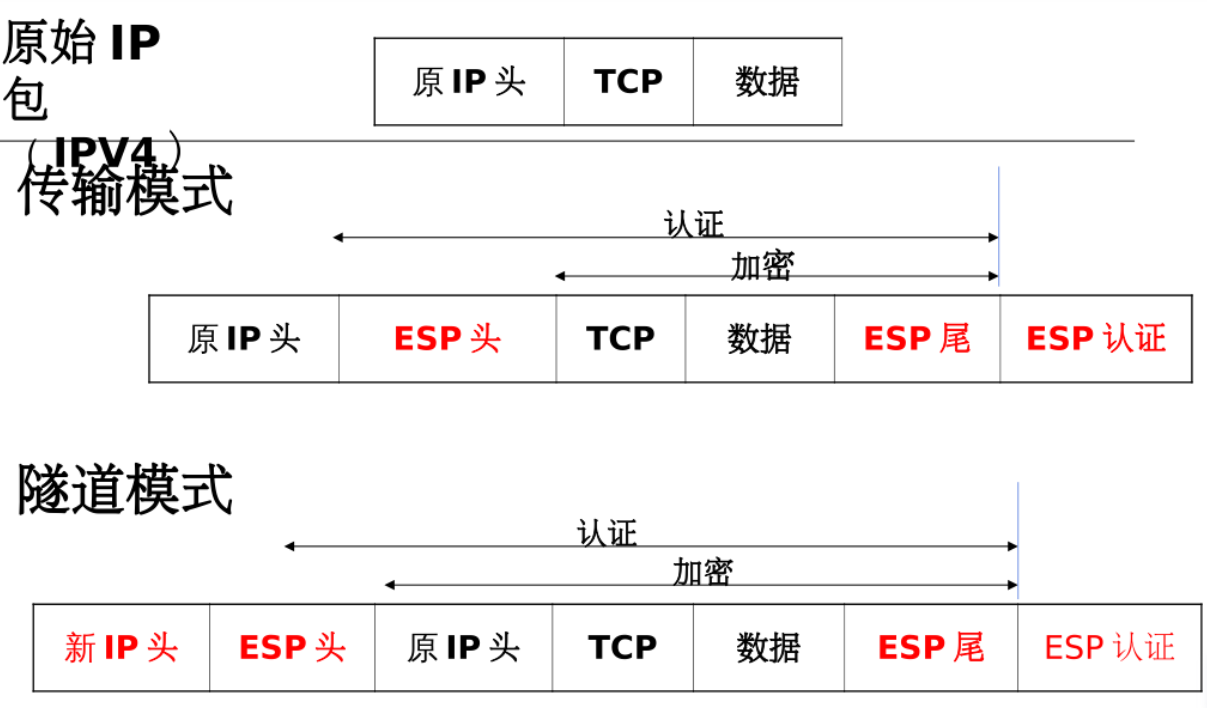 原始 IP
包
（IPV4）
原 IP 头 TCP 数据
传输模式
认证
加密
原 IP 头 ESP 头 TCP 数据 ESP 尾 ESP 认证
隧道模式
认证
加密
新 IP 头 ESP 头 原 IP 头 TCP 数据 ESP 尾 ESP 认证